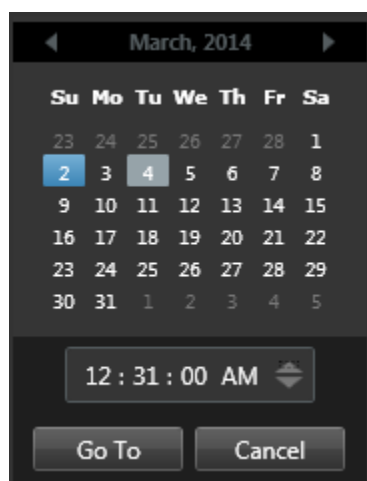 March, 2014
Su Mo Tu We Th Fr Sa
23 24 25 26 27 28 1
2 3 4 5 6 7 8
9 10 11 12 13 14 15
16 17 18 19 20 21 22
23 24 25 26 27 28 29
30 31 1 2 3 4 5
12 : 31 : 00 AM
Go To Cancel